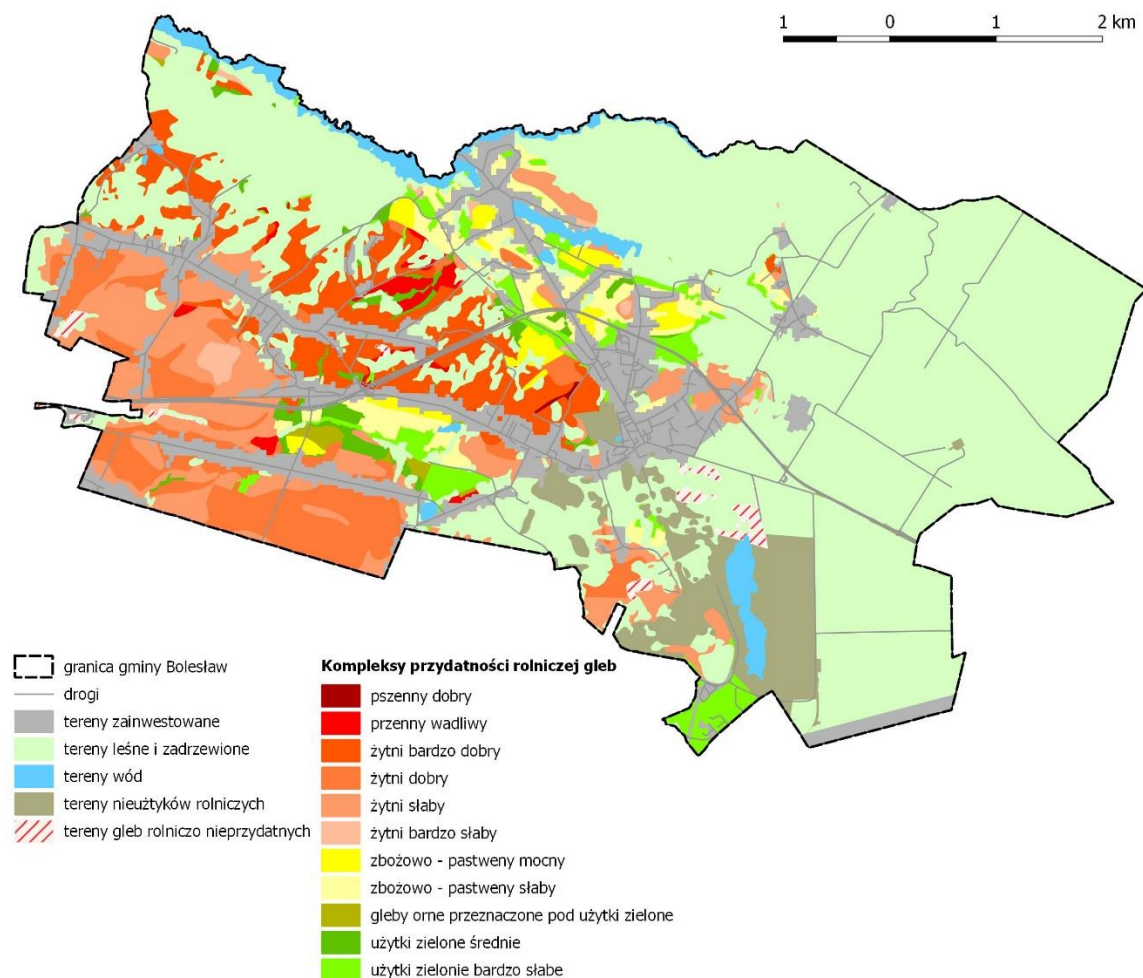 1 0 1 2 km
granica gminy Bolesław
drogi
tereny zainwestowane
tereny leśne i zadrzewione
tereny wód
tereny nieużtyków rolniczych
tereny gleb rolniczo nieprzydatnych
Kompleksy przydatności rolniczej gleb
pszenny dobry
przenny wadliwy
żytni bardzo dobry
żytni dobry
żytni słaby
żytni bardzo słaby
zbożowo - pastweny mocny
zbożowo - pastweny słaby
gleby orne przeznaczone pod użytki zielone
użytki zielone średnie
użytki zielonie bardzo słabe